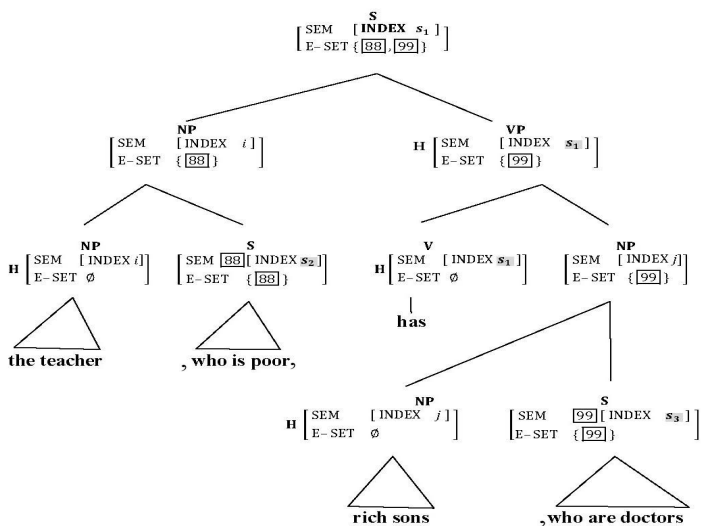 S
[ SEM [ INDEX s₁ ] ]
[ E-SET { 88 , 99 } ]
NP
[ SEM [ INDEX i ] ]
[ E-SET { 88 } ]
VP
H [ SEM [ INDEX s₁ ] ]
[ E-SET { 99 } ]
NP
H [ SEM [ INDEX i ] ]
[ E-SET ∅ ]
S
[ SEM 88 [ INDEX s₂ ] ]
[ E-SET { 88 } ]
V
H [ SEM [ INDEX s₁ ] ]
[ E-SET ∅ ]
NP
[ SEM [ INDEX j ] ]
[ E-SET { 99 } ]
the teacher
, who is poor,
has
NP
H [ SEM [ INDEX j ] ]
[ E-SET ∅ ]
S
[ SEM 99 [ INDEX s₃ ] ]
[ E-SET { 99 } ]
rich sons
,who are doctors